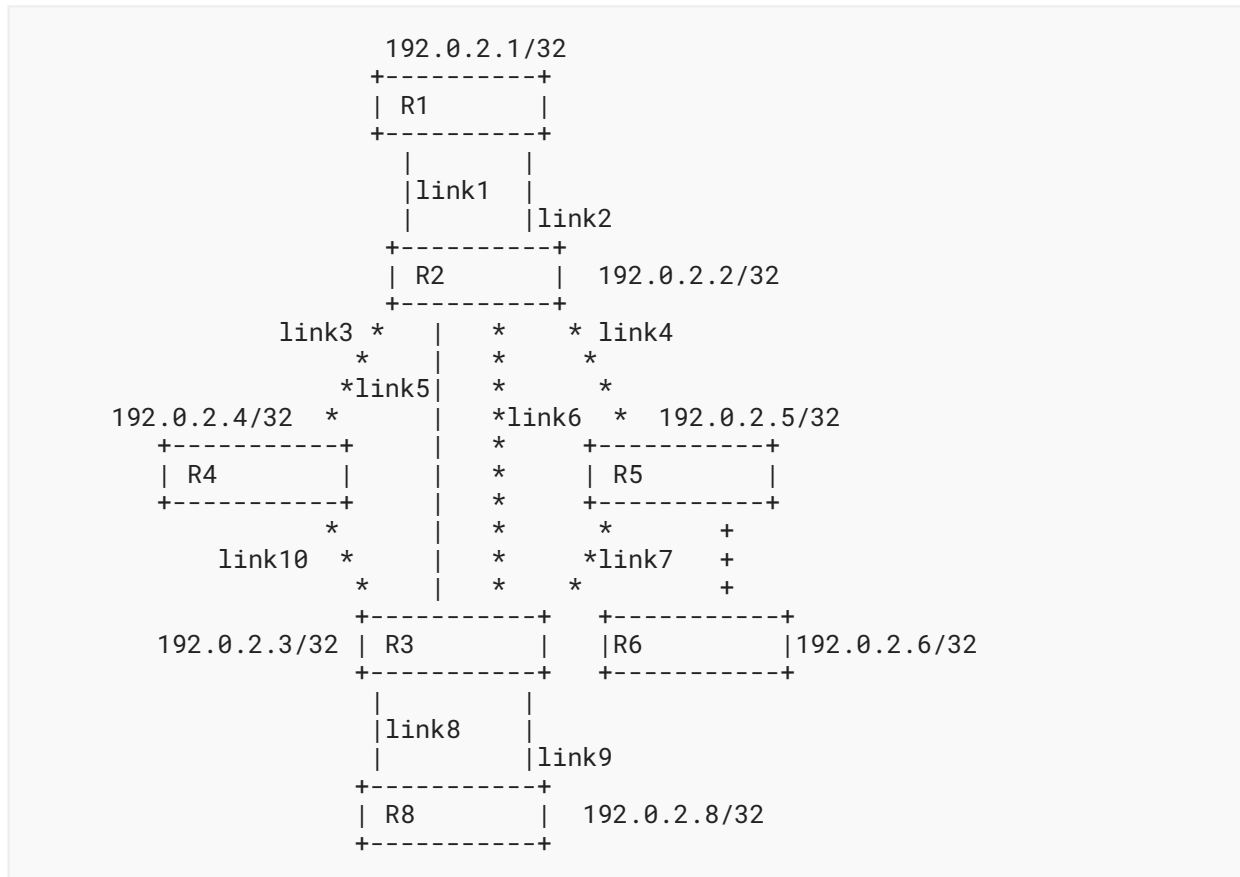 192.0.2.1/32
R1
link1
link2
R2 192.0.2.2/32
link3 link4
link5
192.0.2.4/32 link6 192.0.2.5/32
R4 R5
link10 link7
192.0.2.3/32 R3 R6 192.0.2.6/32
link8
link9
R8 192.0.2.8/32